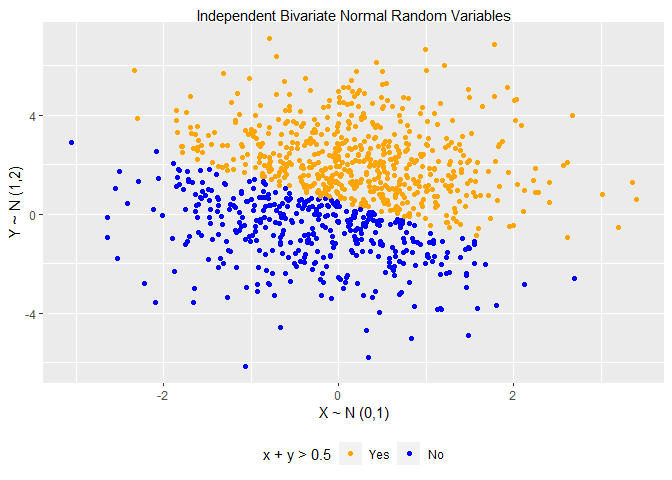 Independent Bivariate Normal Random Variables
4
0
-4
Y ~ N (1,2)
-2 0 2
X ~ N (0,1)
x + y > 0.5 Yes No